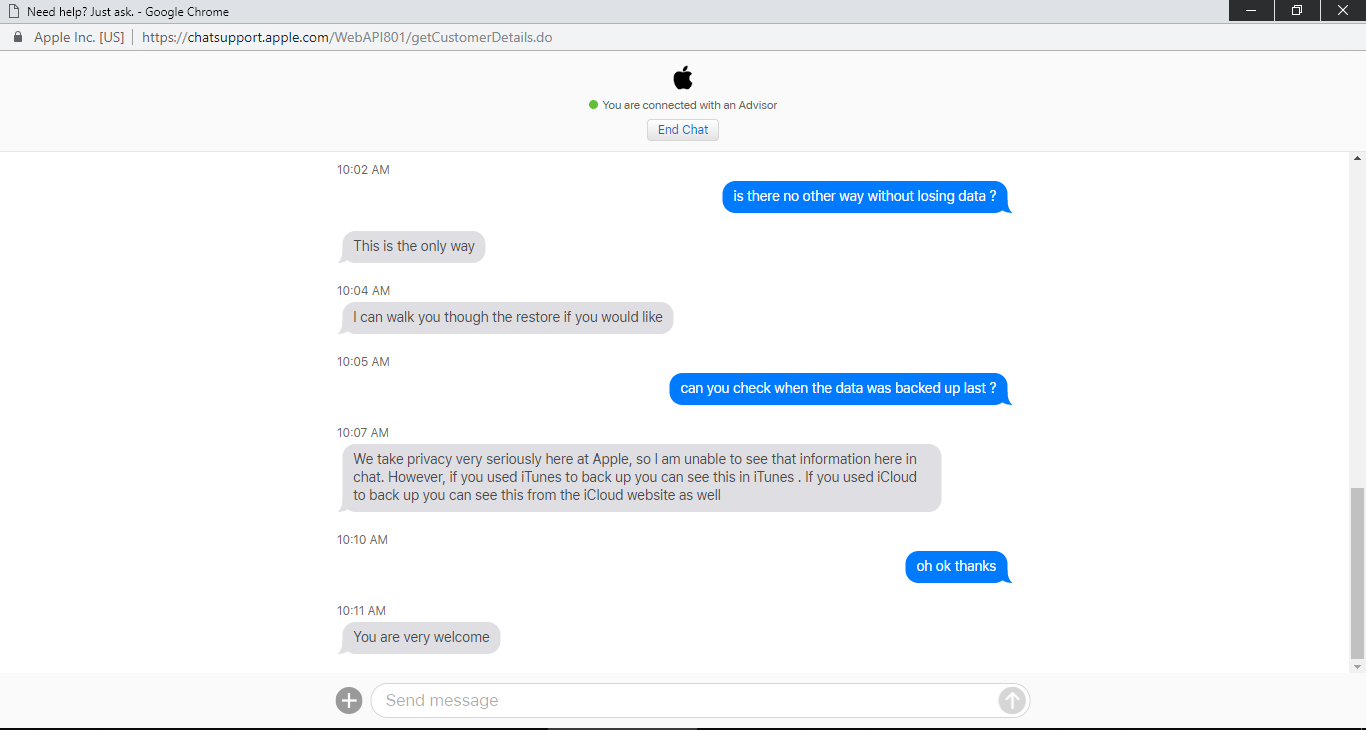 Need help? Just ask. - Google Chrome
Apple Inc. [US] | https://chatsupport.apple.com/WebAPI801/getCustomerDetails.do
You are connected with an Advisor
End Chat
10:02 AM
is there no other way without losing data ?
This is the only way
10:04 AM
I can walk you though the restore if you would like
10:05 AM
can you check when the data was backed up last ?
10:07 AM
We take privacy very seriously here at Apple, so I am unable to see that information here in
chat. However, if you used iTunes to back up you can see this in iTunes . If you used iCloud
to back up you can see this from the iCloud website as well
10:10 AM
oh ok thanks
10:11 AM
You are very welcome
Send message